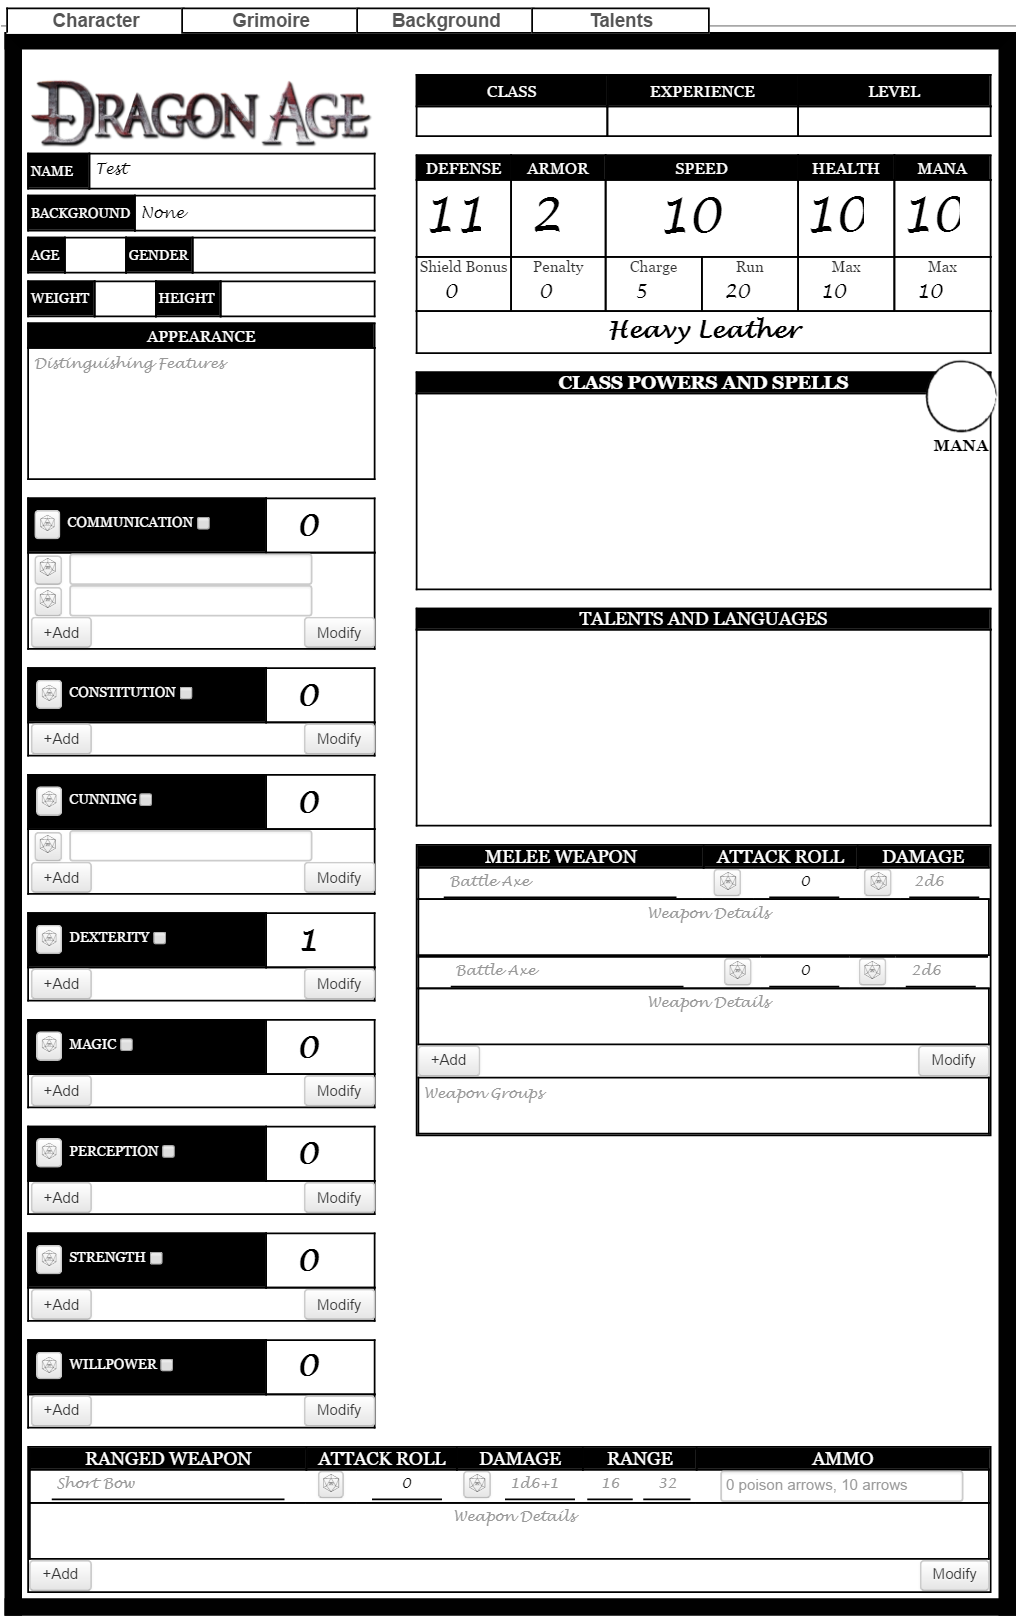 Character Grimoire Background Talents
DRAGON AGE
NAME Test
BACKGROUND None
AGE GENDER
WEIGHT HEIGHT
APPEARANCE
Distinguishing Features
CLASS EXPERIENCE LEVEL
DEFENSE ARMOR SPEED HEALTH MANA
11 2 10 10 10
Shield Bonus Penalty Charge Run Max Max
0 0 5 20 10 10
Heavy Leather
CLASS POWERS AND SPELLS
MANA
COMMUNICATION 0
+Add Modify
CONSTITUTION 0
+Add Modify
CUNNING 0
+Add Modify
DEXTERITY 1
+Add Modify
MAGIC 0
+Add Modify
PERCEPTION 0
+Add Modify
STRENGTH 0
+Add Modify
WILLPOWER 0
+Add Modify
TALENTS AND LANGUAGES
MELEE WEAPON ATTACK ROLL DAMAGE
Battle Axe 0 2d6
Weapon Details
Battle Axe 0 2d6
Weapon Details
+Add Modify
Weapon Groups
RANGED WEAPON ATTACK ROLL DAMAGE RANGE AMMO
Short Bow 0 1d6+1 16 32 0 poison arrows, 10 arrows
Weapon Details
+Add Modify